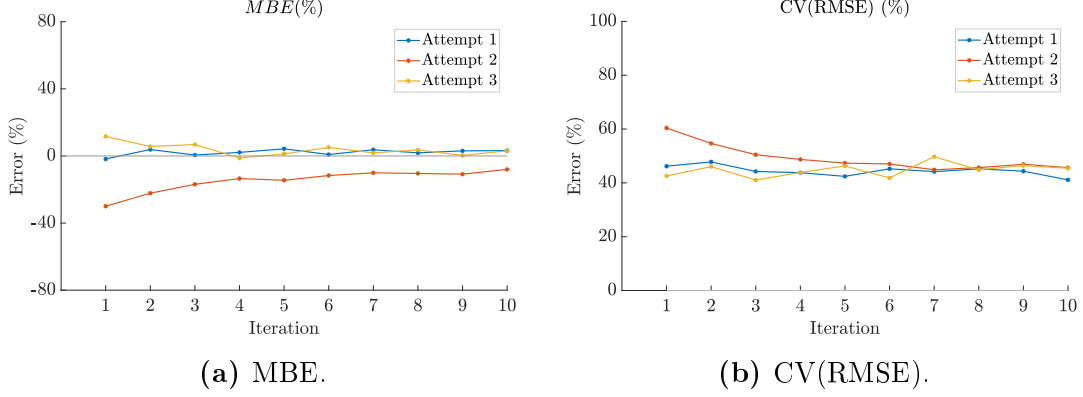 MBE(%)
80
40
0
-40
-80
Error (%)
Attempt 1
Attempt 2
Attempt 3
1 2 3 4 5 6 7 8 9 10
Iteration
(a) MBE.
CV(RMSE) (%)
100
80
60
40
20
0
Error (%)
Attempt 1
Attempt 2
Attempt 3
1 2 3 4 5 6 7 8 9 10
Iteration
(b) CV(RMSE).